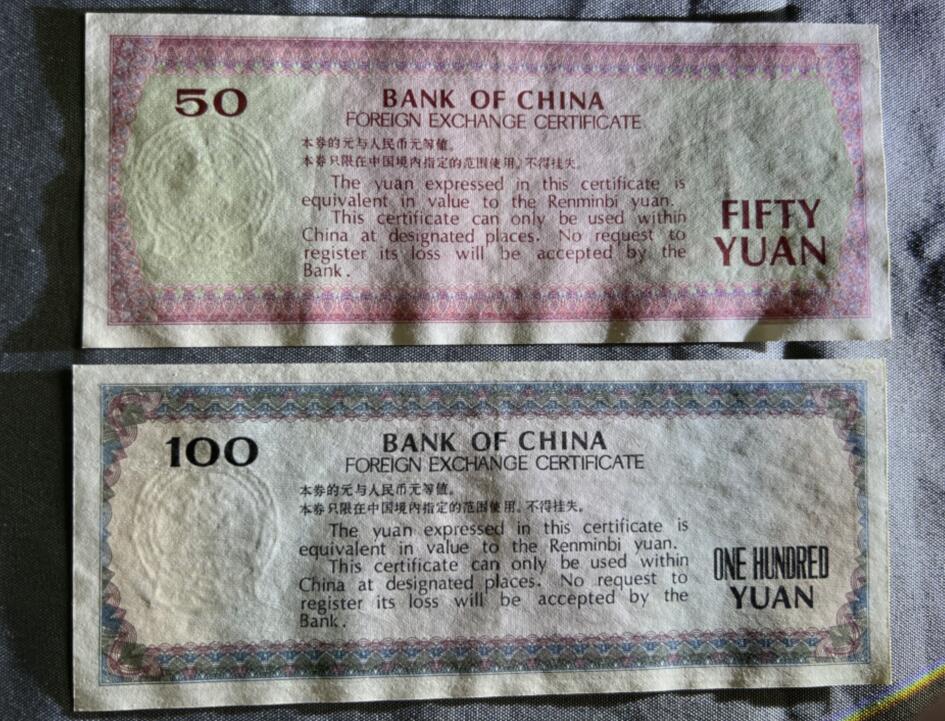 50
BANK OF CHINA
FOREIGN EXCHANGE CERTIFICATE
本券的元与人民币元等值。
本券只限在中国境内指定的范围使用，不得挂失。
The yuan expressed in this certificate is
equivalent in value to the Renminbi yuan.
This certificate can only be used within
China at designated places. No request to
register its loss will be accepted by the
Bank.
FIFTY
YUAN
100
BANK OF CHINA
FOREIGN EXCHANGE CERTIFICATE
本券的元与人民币元等值。
本券只限在中国境内指定的范围使用，不得挂失。
The yuan expressed in this certificate is
equivalent in value to the Renminbi yuan.
This certificate can only be used within
China at designated places. No request to
register its loss will be accepted by the
Bank.
ONE HUNDRED
YUAN